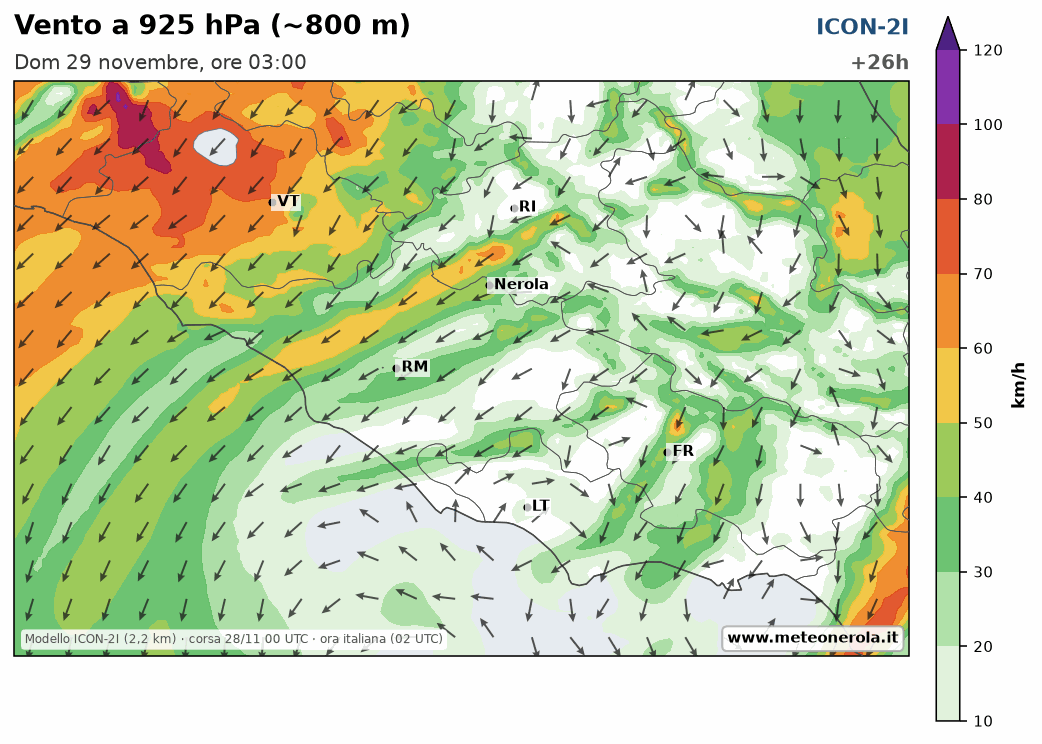 Vento a 925 hPa (~800 m)
ICON-2I
Dom 29 novembre, ore 03:00
+26h
VT
RI
Nerola
RM
FR
LT
Modello ICON-2I (2,2 km) · corsa 28/11 00 UTC · ora italiana (02 UTC)
www.meteonerola.it
120
100
80
70
60
50
40
30
20
10
km/h